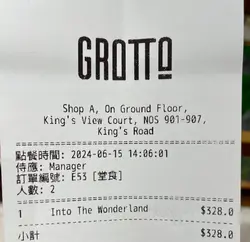 GROTTO
Shop A, On Ground Floor,
King's View Court, NOS 901-907,
King's Road
點餐時間: 2024-06-15 14:06:01
侍應: Manager
訂單編號: E53 [堂食]
人數: 2
1 Into The Wonderland $328.0
小計 $328.0